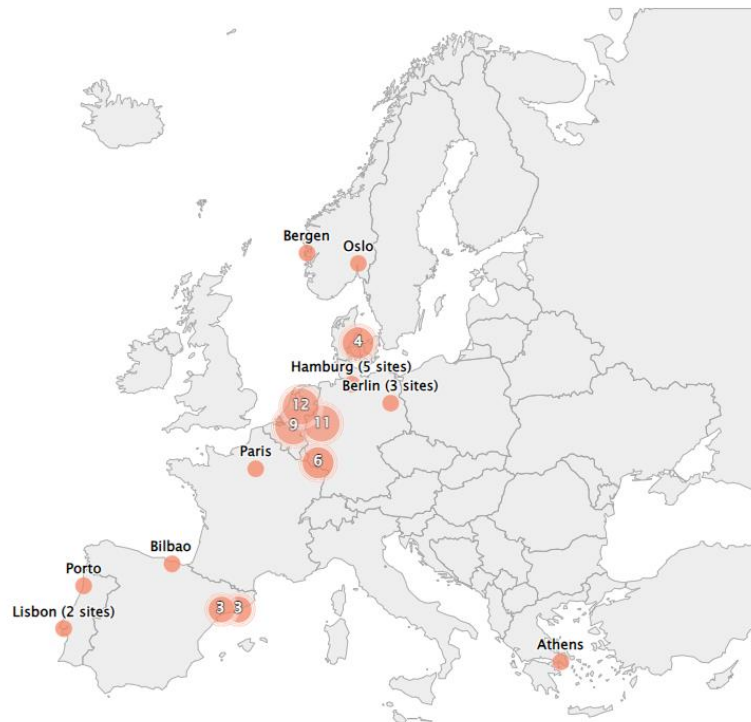 Bergen
Oslo
4
Hamburg (5 sites)
Berlin (3 sites)
12
9
11
6
Paris
Bilbao
Porto
3
3
Lisbon (2 sites)
Athens